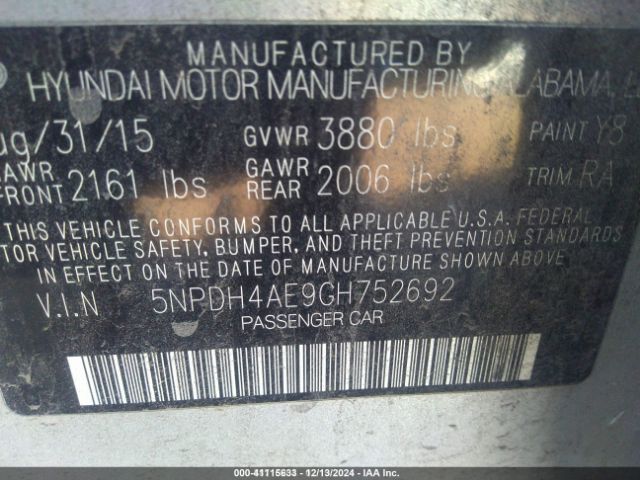 MANUFACTURED BY
HYUNDAI MOTOR MANUFACTURING ALABAMA,
ug/31/15 GVWR 3880 lbs PAINT Y8
GAWR FRONT 2161 lbs GAWR REAR 2006 lbs TRIM RA
THIS VEHICLE CONFORMS TO ALL APPLICABLE U.S.A. FEDERAL
TOR VEHICLE SAFETY, BUMPER, AND THEFT PREVENTION STANDARDS
IN EFFECT ON THE DATE OF MANUFACTURE SHOWN ABOVE.
V.I.N 5NPDH4AE9GH752692
PASSENGER CAR
000-41115633 - 12/13/2024 - IAA Inc.